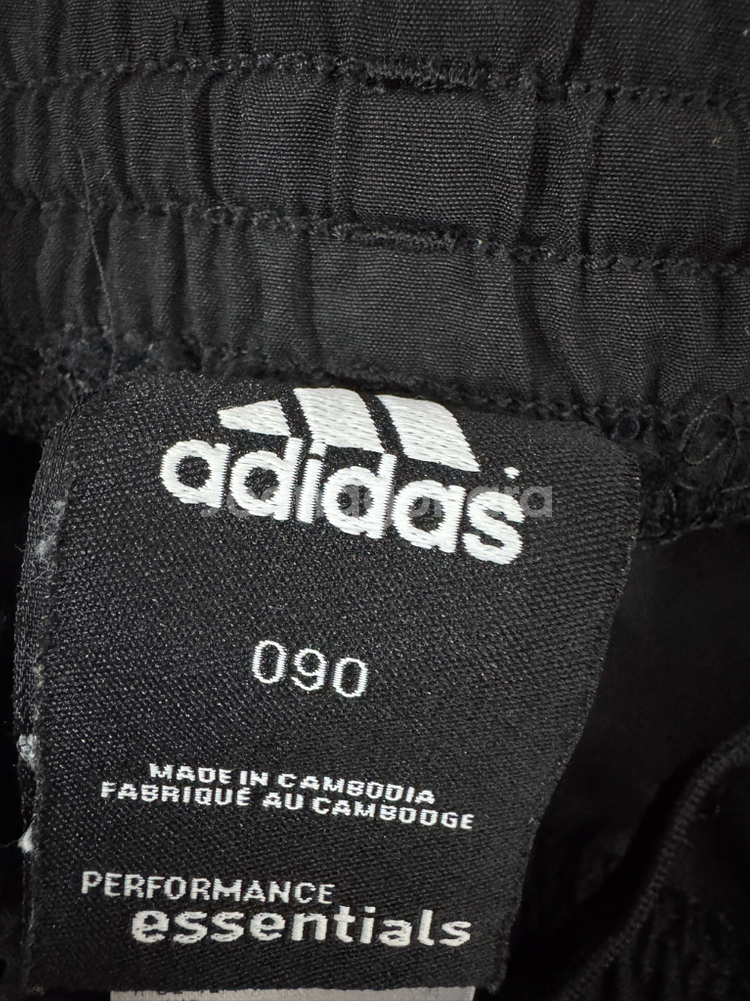 adidas
090
MADE IN CAMBODIA
FABRIQUÉ AU CAMBODGE
PERFORMANCE
essentials